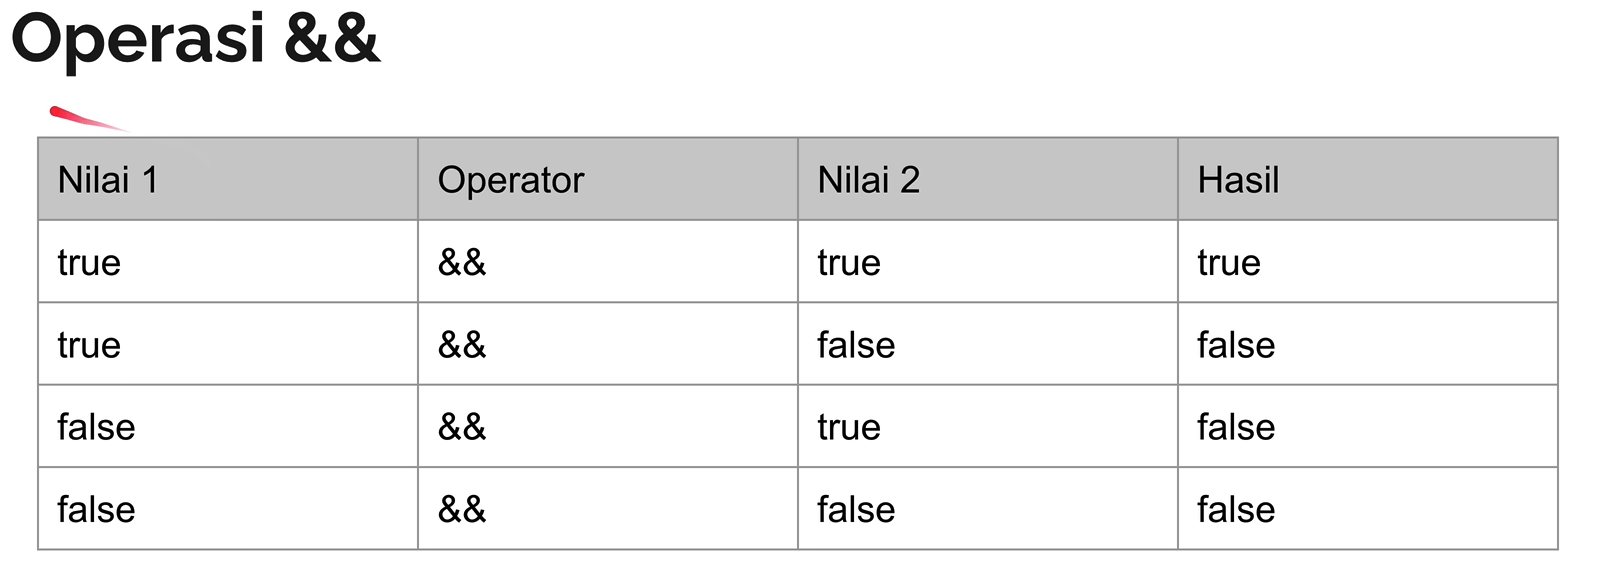 Operasi &&
Nilai 1 Operator Nilai 2 Hasil
true && true true
true && false false
false && true false
false && false false